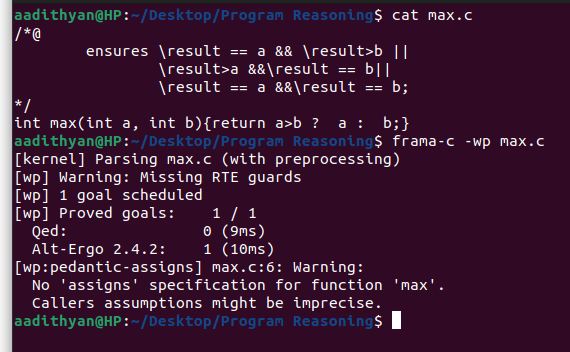 aadithyan@HP:~/Desktop/Program Reasoning$ cat max.c
/*@
        ensures \result == a && \result>b ||
                \result>a &&\result == b||
                \result == a &&\result == b;
*/
int max(int a, int b){return a>b ?  a :  b;}
aadithyan@HP:~/Desktop/Program Reasoning$ frama-c -wp max.c
[kernel] Parsing max.c (with preprocessing)
[wp] Warning: Missing RTE guards
[wp] 1 goal scheduled
[wp] Proved goals:    1 / 1
  Qed:               0 (9ms)
  Alt-Ergo 2.4.2:    1 (10ms)
[wp:pedantic-assigns] max.c:6: Warning:
  No 'assigns' specification for function 'max'.
  Callers assumptions might be imprecise.
aadithyan@HP:~/Desktop/Program Reasoning$